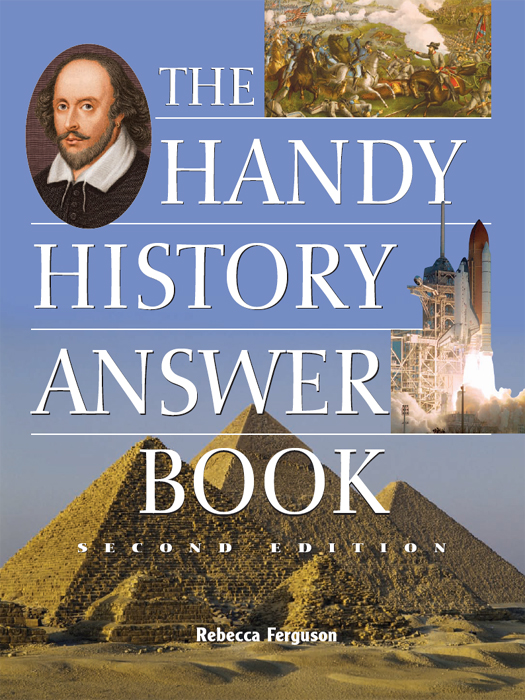 THE
HANDY
HISTORY
ANSWER
BOOK
SECOND EDITION
Rebecca Ferguson